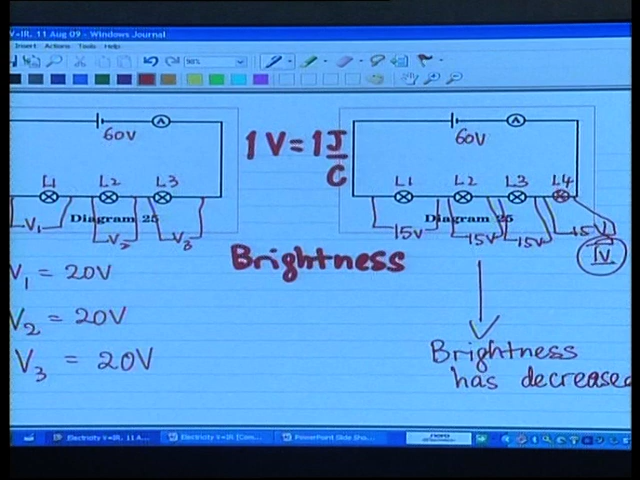 V=IR, 11 Aug 09 - Windows Journal
Insert Actions Tools Help
60V
A
L1 L2 L3
Diagram 25
V1 V2 V3
V1 = 20V
V2 = 20V
V3 = 20V
1V=1J/C
Brightness
60V
A
L1 L2 L3 L4
Diagram 25
15V 15V 15V 15V
1V
Brightness
has decreased
Electricity V=IR, 11 A...
Electricity V=IR [Com...
PowerPoint Slide Sho...